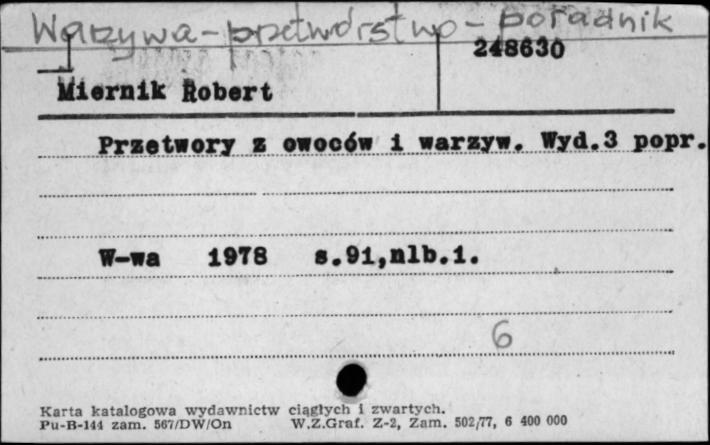 Warzywa - przetwórstwo - poradnik
248630
Miernik Robert
Przetwory z owoców i warzyw. Wyd.3 popr.
W-wa 1978 s.91,nlb.1.
6
Karta katalogowa wydawnictw ciągłych i zwartych.
Pu-B-144 zam. 567/DW/On W.Z.Graf. Z-2, Zam. 502/77, 6 400 000